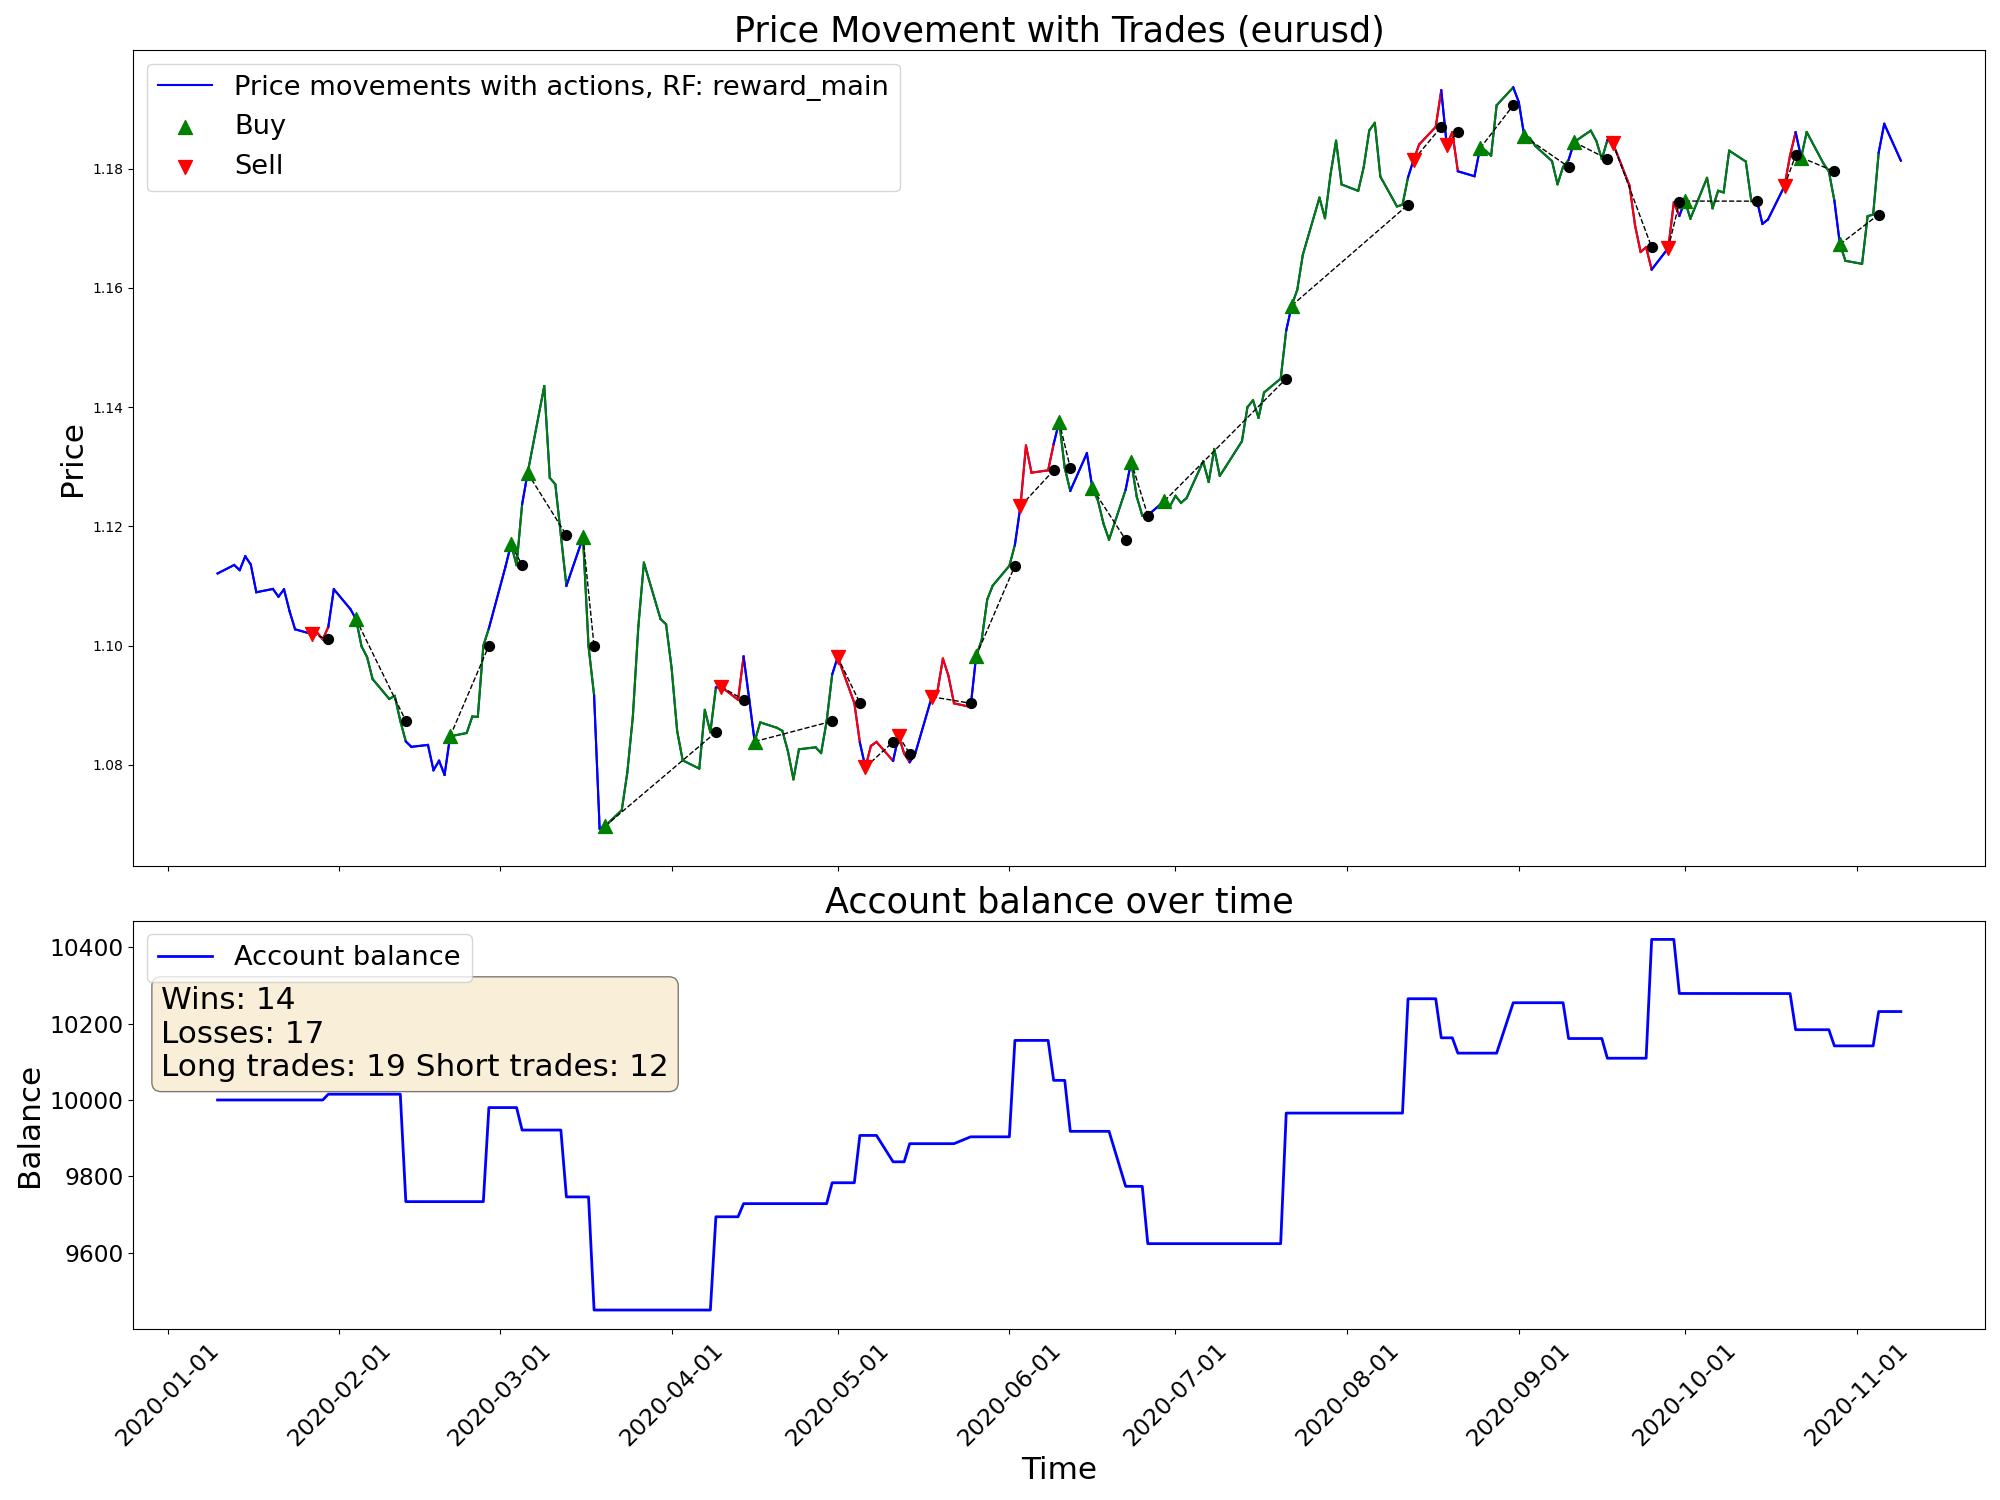 Price Movement with Trades (eurusd)
Price movements with actions, RF: reward_main
Buy
Sell
Price
1.18
1.16
1.14
1.12
1.10
1.08
Account balance over time
Account balance
Wins: 14
Losses: 17
Long trades: 19 Short trades: 12
Balance
10400
10200
10000
9800
9600
2020-01-01
2020-02-01
2020-03-01
2020-04-01
2020-05-01
2020-06-01
2020-07-01
2020-08-01
2020-09-01
2020-10-01
2020-11-01
Time